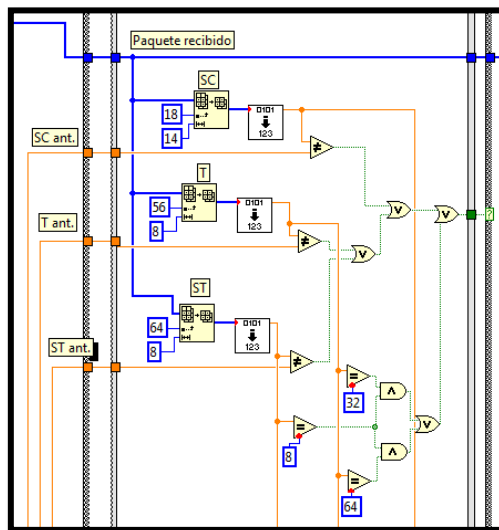 Paquete recibido
SC
18
14
0101
123
SC ant.
≠
V
V
?
T
56
8
0101
123
T ant.
≠
V
ST
64
8
0101
123
ST ant.
≠
=
32
Λ
V
=
8
Λ
=
64